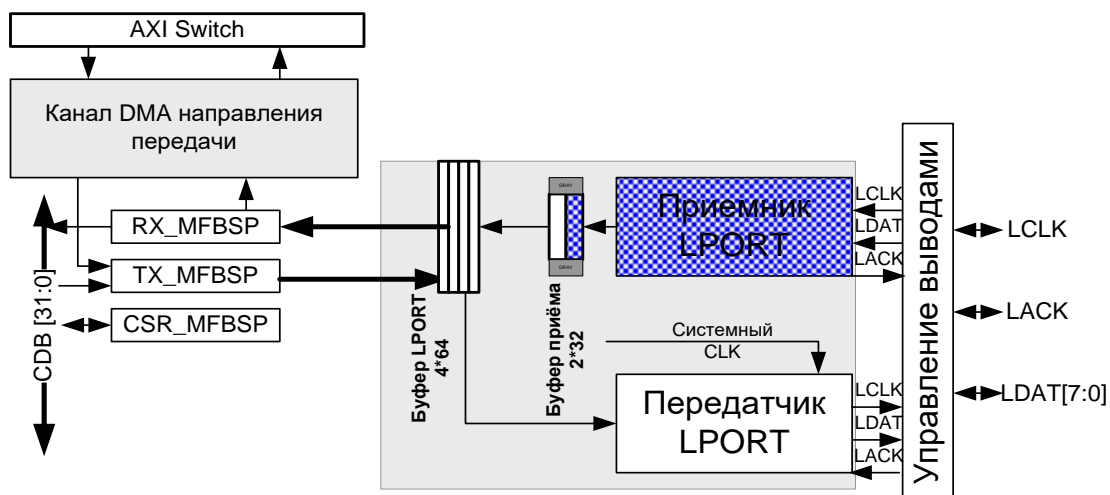 AXI Switch
Канал DMA направления
передачи
RX_MFBSP
TX_MFBSP
CSR_MFBSP
CDB [31:0]
Буфер LPORT
4*64
GRAY
GRAY
Буфер приёма
2*32
Приемник
LPORT
LCLK
LDAT
LACK
Системный
CLK
Передатчик
LPORT
LCLK
LDAT
LACK
Управление выводами
LCLK
LACK
LDAT[7:0]